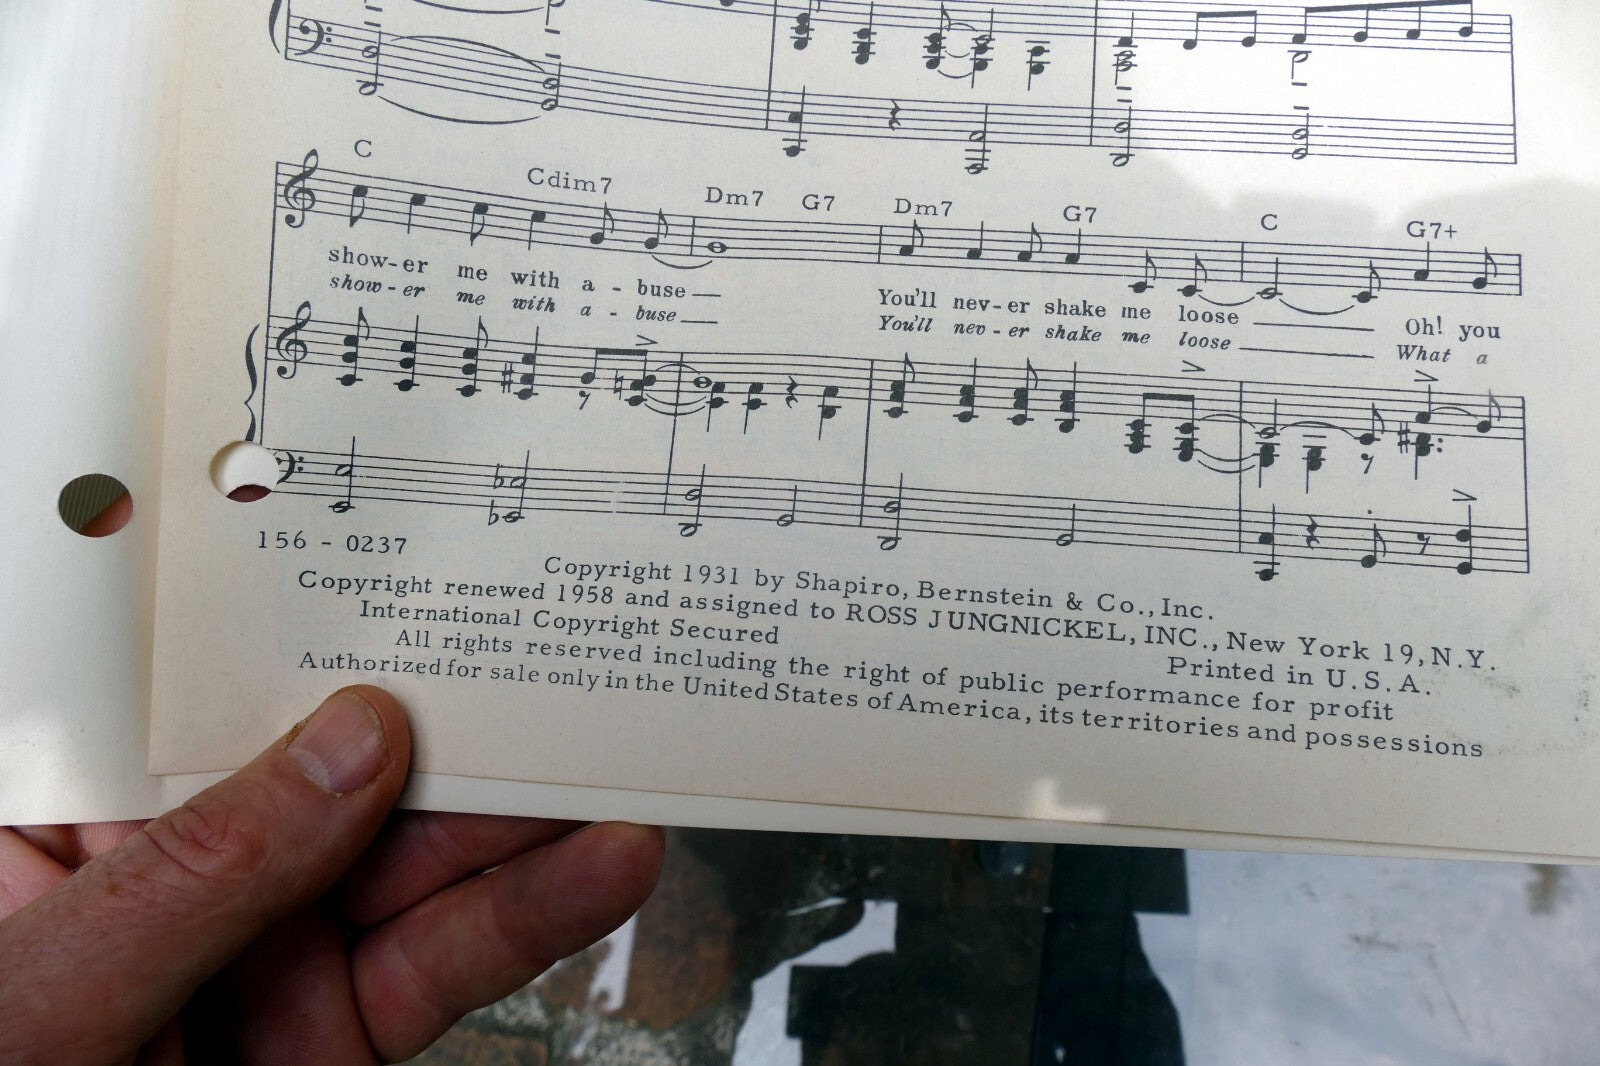 C Cdim7 Dm7 G7 Dm7 G7 C G7+
show-er me with a - buse You'll nev-er shake me loose Oh! you
show-er me with a - buse You'll nev-er shake me loose What a
156 - 0237
Copyright 1931 by Shapiro, Bernstein & Co., Inc.
Copyright renewed 1958 and assigned to ROSS JUNGNICKEL, INC., New York 19, N.Y.
International Copyright Secured Printed in U.S.A.
All rights reserved including the right of public performance for profit
Authorized for sale only in the United States of America, its territories and possessions